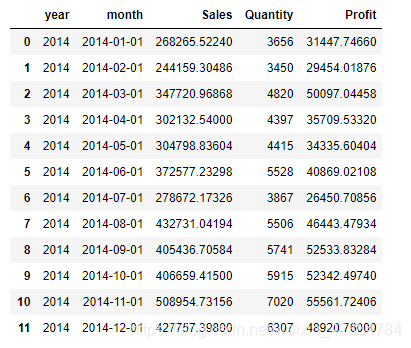 year month Sales Quantity Profit
0 2014 2014-01-01 268265.52240 3656 31447.74660
1 2014 2014-02-01 244159.30486 3450 29454.01876
2 2014 2014-03-01 347720.96868 4820 50097.04458
3 2014 2014-04-01 302132.54000 4397 35709.53320
4 2014 2014-05-01 304798.83604 4415 34335.60404
5 2014 2014-06-01 372577.23298 5528 40869.02108
6 2014 2014-07-01 278672.17326 3867 26450.70856
7 2014 2014-08-01 432731.04194 5506 46443.47934
8 2014 2014-09-01 405436.70584 5741 52533.83284
9 2014 2014-10-01 406659.41500 5915 52342.49740
10 2014 2014-11-01 508954.73156 7020 55561.72406
11 2014 2014-12-01 427757.39800 6307 48920.76000